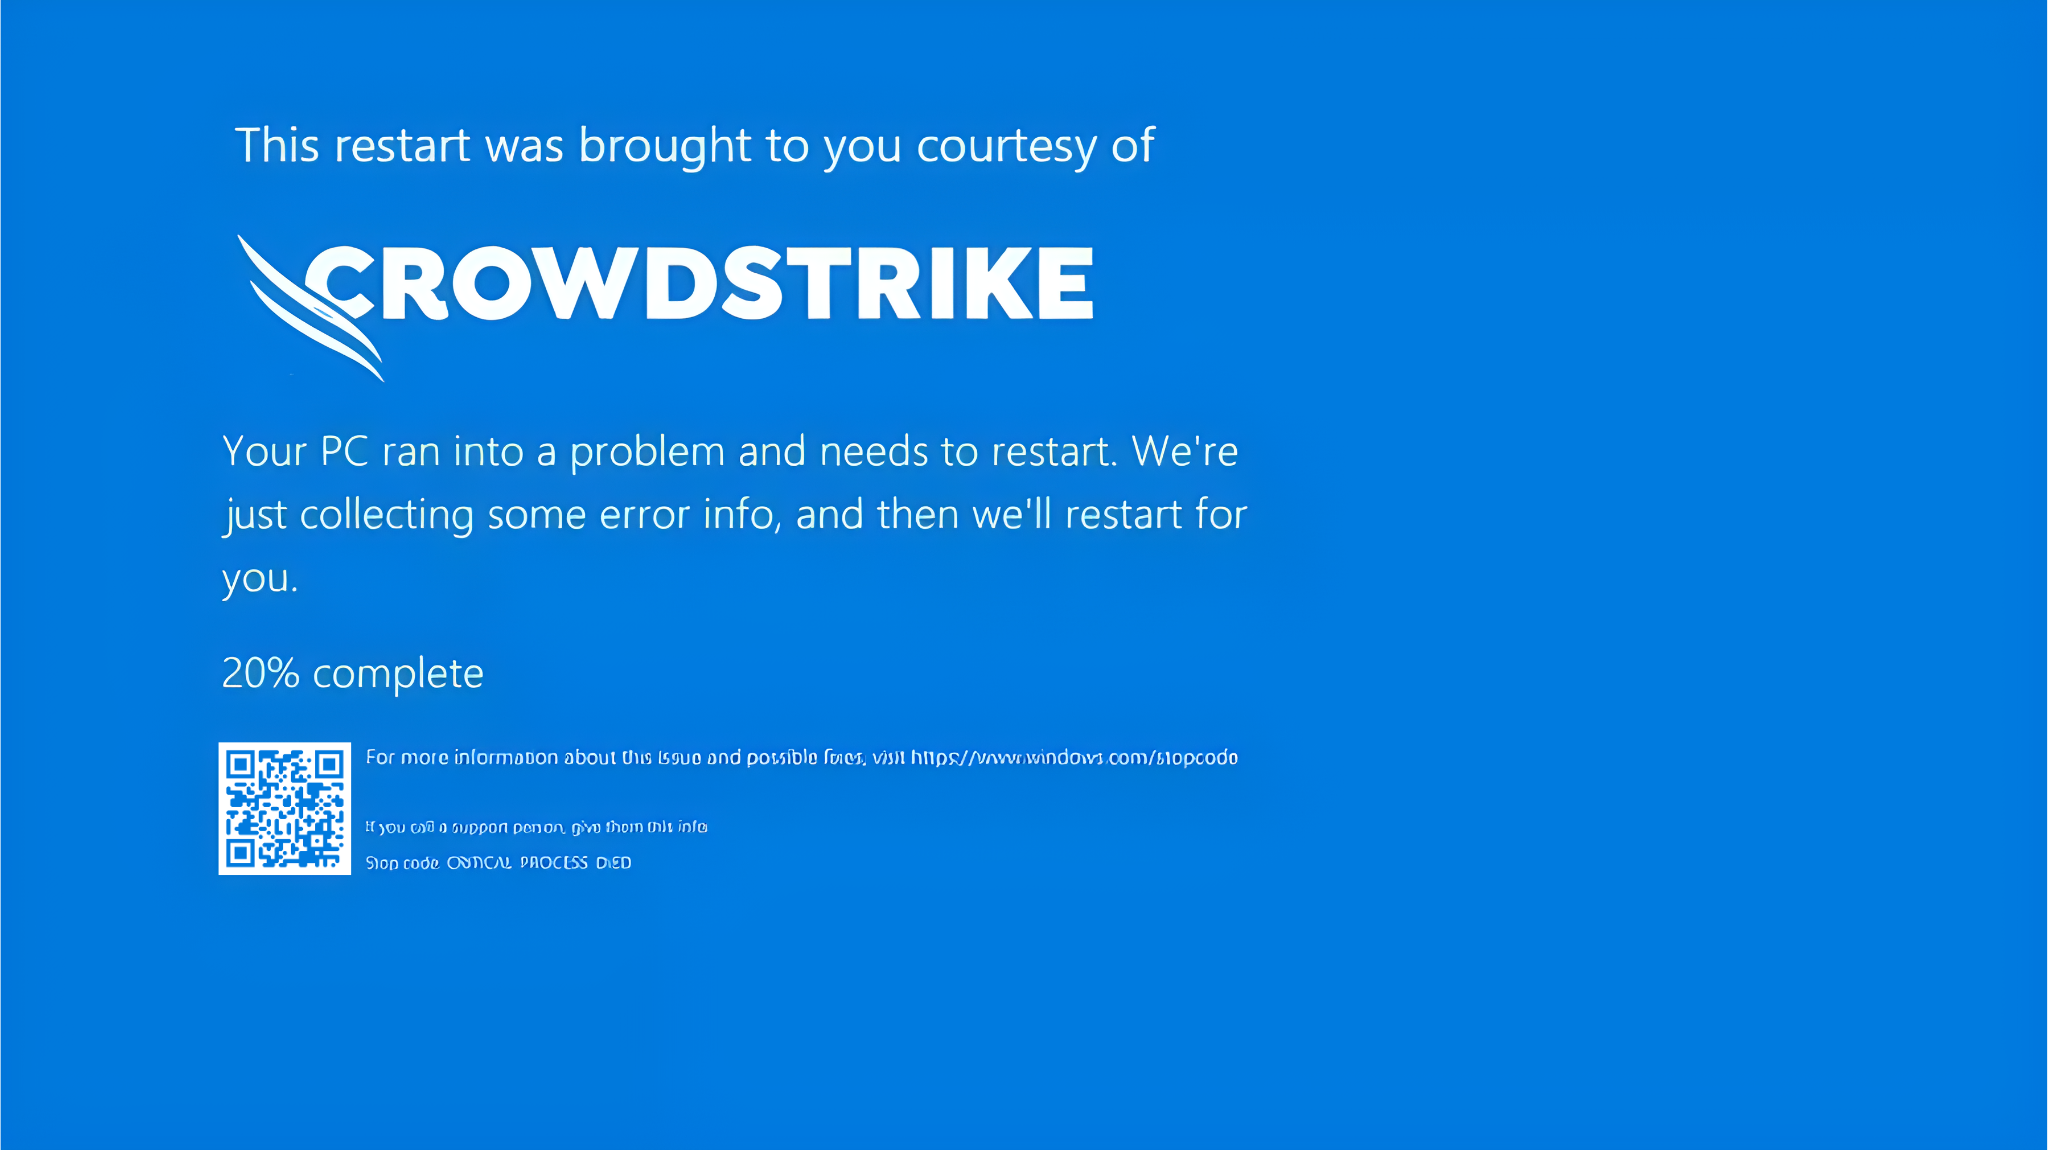 This restart was brought to you courtesy of
CROWDSTRIKE
Your PC ran into a problem and needs to restart. We're
just collecting some error info, and then we'll restart for
you.
20% complete
For more information about this issue and possible fixes, visit https://www.windows.com/stopcode
If you call a support person, give them this info
Stop code: CRITICAL PROCESS DIED